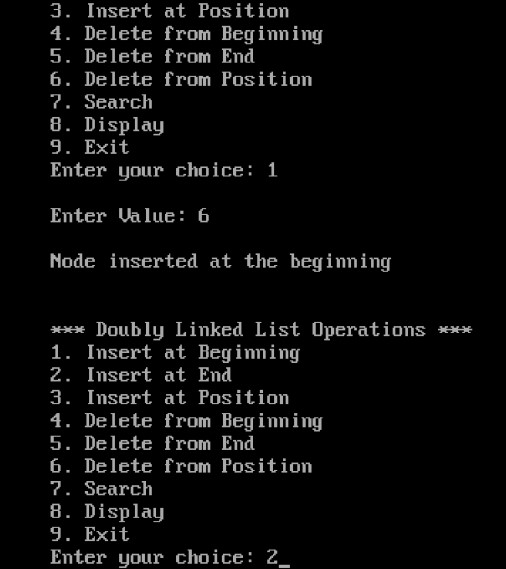 3. Insert at Position
4. Delete from Beginning
5. Delete from End
6. Delete from Position
7. Search
8. Display
9. Exit
Enter your choice: 1
Enter Value: 6
Node inserted at the beginning
*** Doubly Linked List Operations ***
1. Insert at Beginning
2. Insert at End
3. Insert at Position
4. Delete from Beginning
5. Delete from End
6. Delete from Position
7. Search
8. Display
9. Exit
Enter your choice: 2_